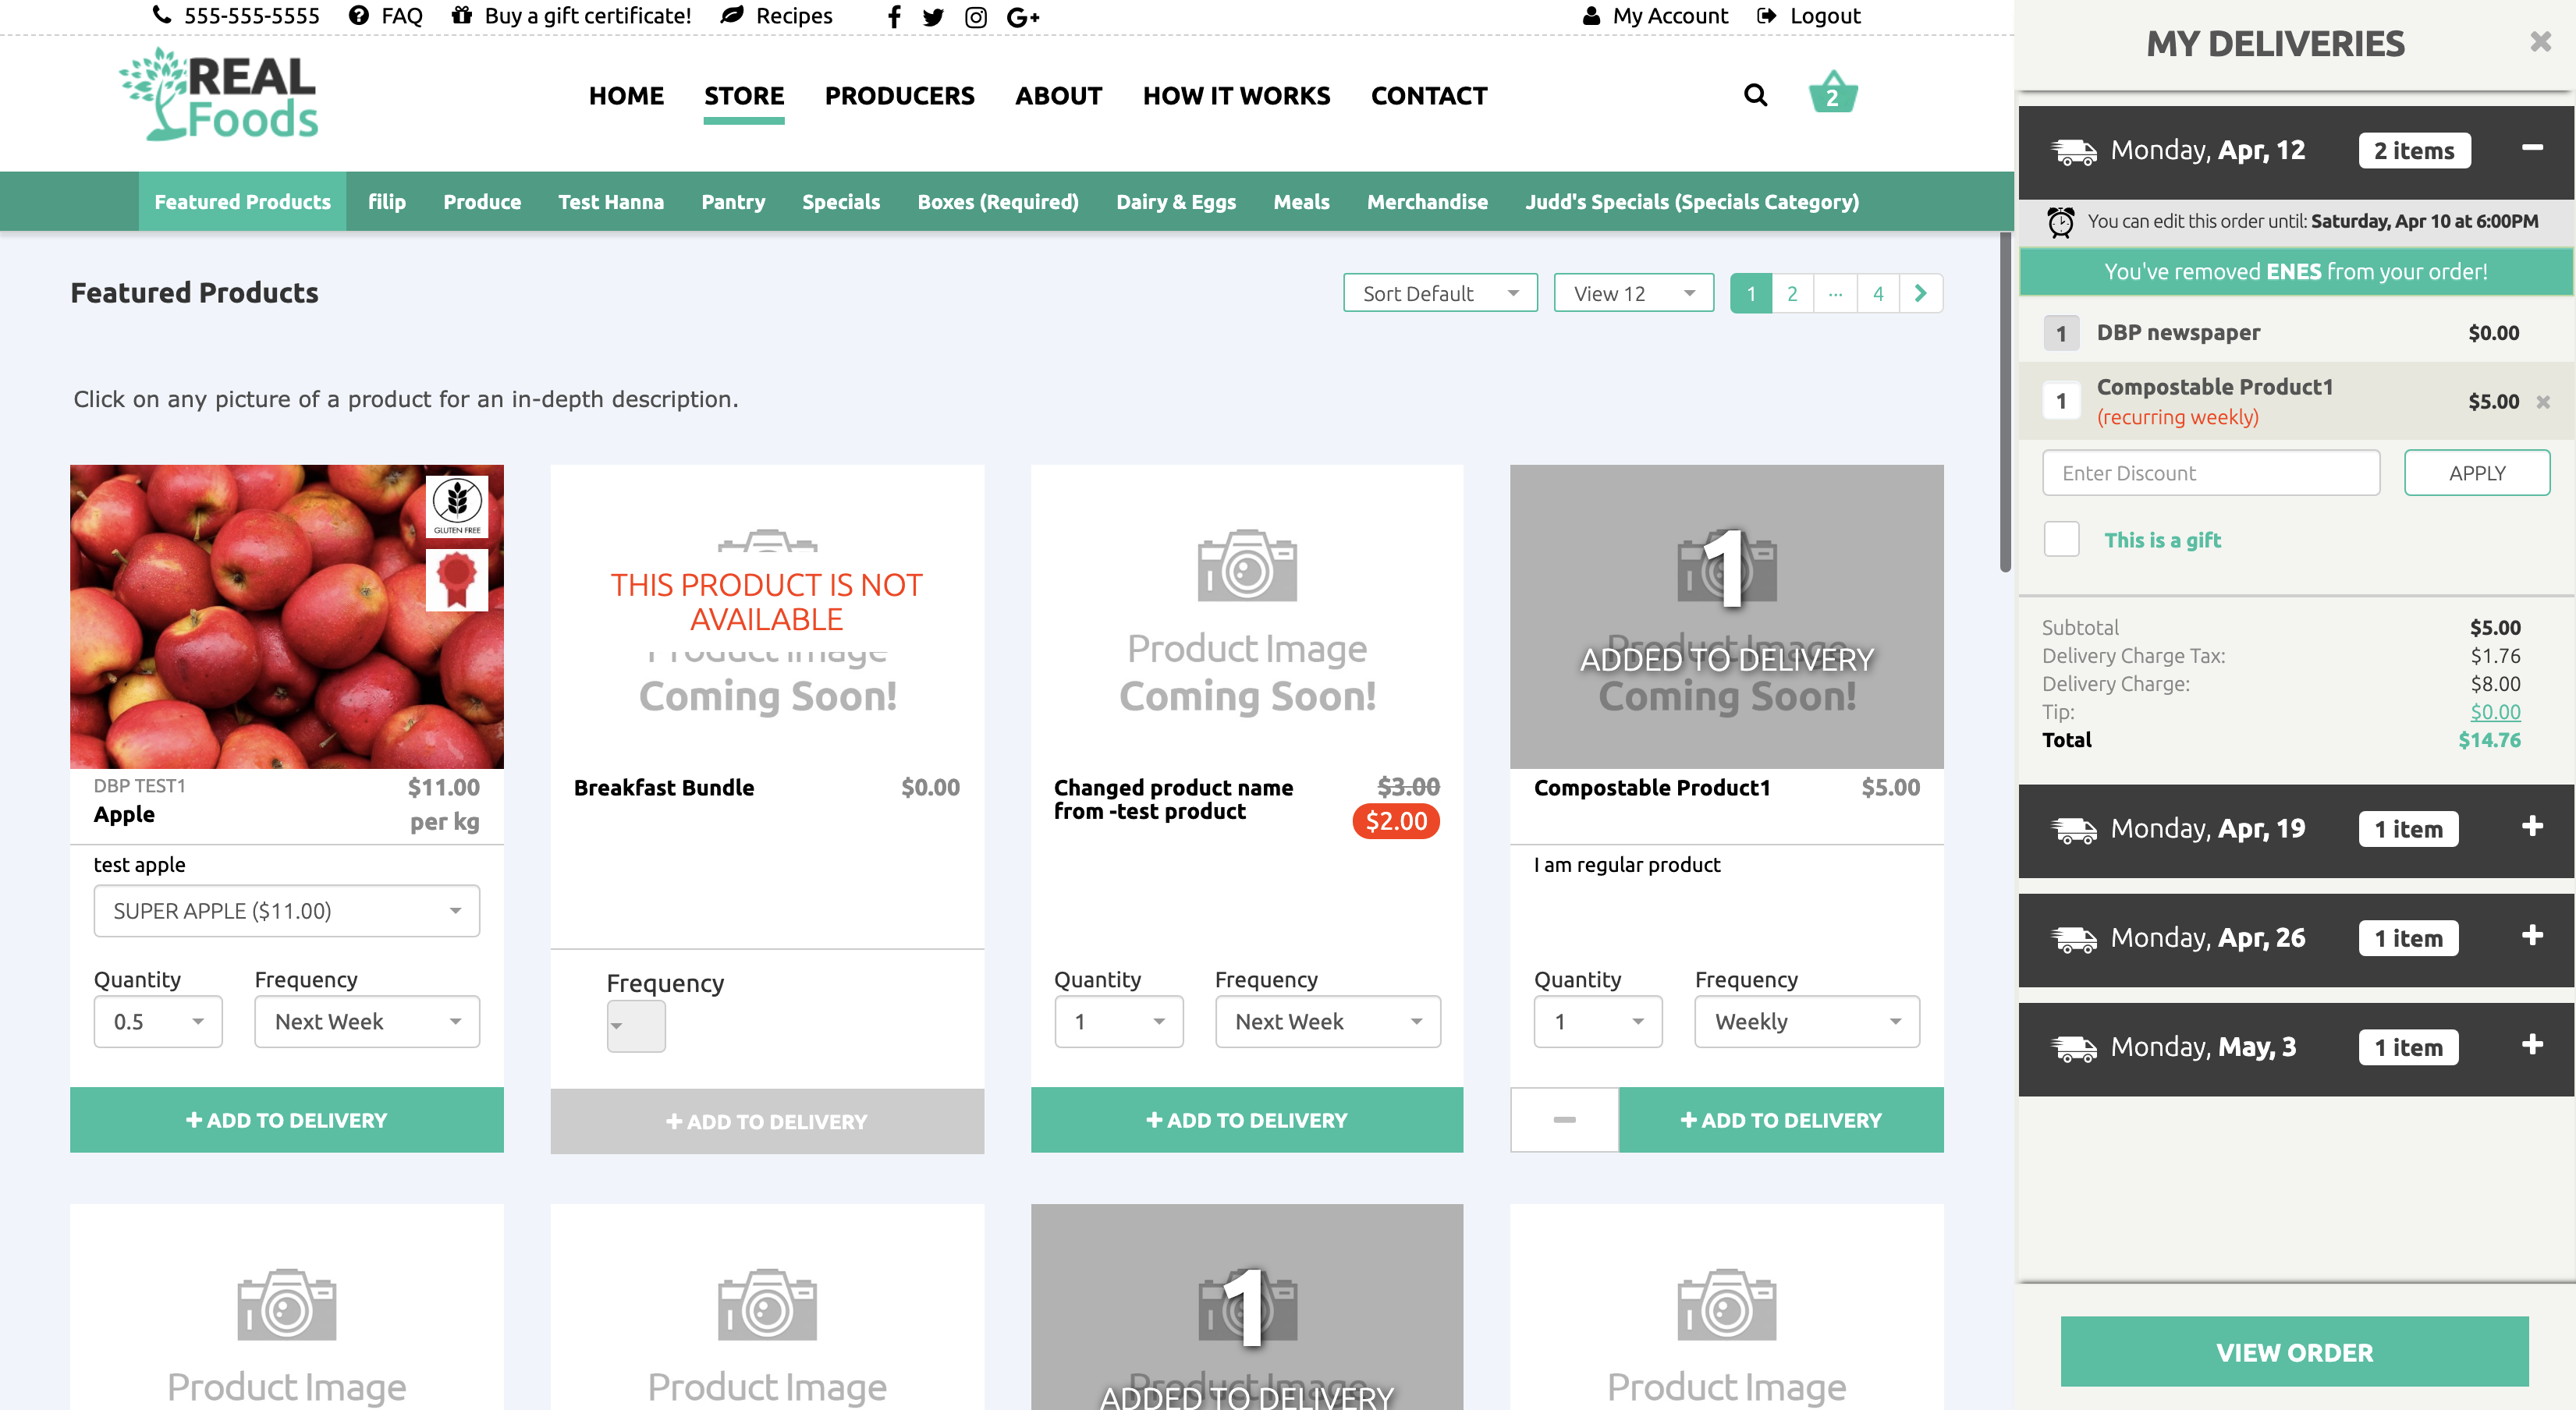 555-555-5555 FAQ Buy a gift certificate! Recipes My Account Logout
REAL
Foods
HOME STORE PRODUCERS ABOUT HOW IT WORKS CONTACT 2
Featured Products filip Produce Test Hanna Pantry Specials Boxes (Required) Dairy & Eggs Meals Merchandise Judd's Specials (Specials Category)
Featured Products
Sort Default View 12 1 2 ... 4
Click on any picture of a product for an in-depth description.
GLUTEN FREE
DBP TEST1
Apple
$11.00
per kg
test apple
SUPER APPLE ($11.00)
Quantity Frequency
0.5 Next Week
+ ADD TO DELIVERY
THIS PRODUCT IS NOT
AVAILABLE
Product Image
Coming Soon!
Breakfast Bundle $0.00
Frequency
+ ADD TO DELIVERY
Product Image
Coming Soon!
Changed product name
from -test product
$3.00
$2.00
Quantity Frequency
1 Next Week
+ ADD TO DELIVERY
1
Product Image
ADDED TO DELIVERY
Coming Soon!
Compostable Product1 $5.00
I am regular product
Quantity Frequency
1 Weekly
+ ADD TO DELIVERY
Product Image
Product Image
1
Product Image
ADDED TO DELIVERY
Product Image
MY DELIVERIES
Monday, Apr, 12 2 items
You can edit this order until: Saturday, Apr 10 at 6:00PM
You've removed ENES from your order!
1 DBP newspaper $0.00
1 Compostable Product1 $5.00
(recurring weekly)
Enter Discount APPLY
This is a gift
Subtotal $5.00
Delivery Charge Tax: $1.76
Delivery Charge: $8.00
Tip: $0.00
Total $14.76
Monday, Apr, 19 1 item
Monday, Apr, 26 1 item
Monday, May, 3 1 item
VIEW ORDER